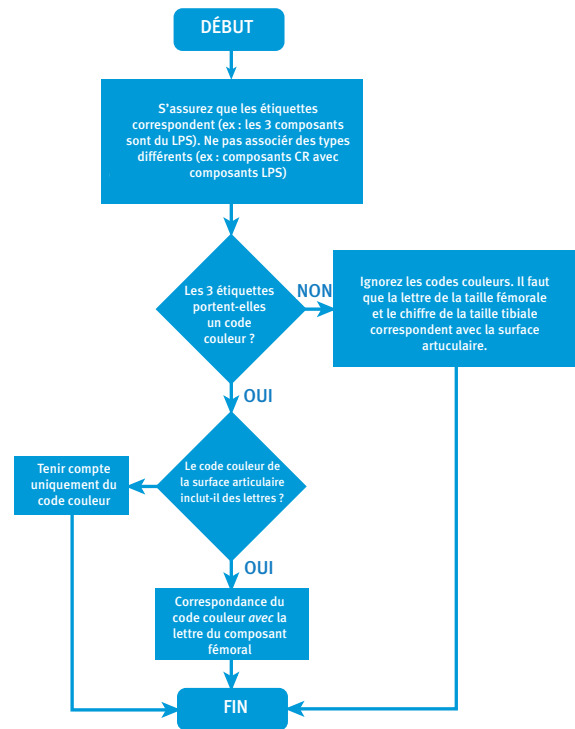 DÉBUT
S'assurez que les étiquettes
correspondent (ex : les 3 composants
sont du LPS). Ne pas associér des types
différents (ex : composants CR avec
composants LPS)
Les 3 étiquettes
portent-elles
un code
couleur ?
NON
Ignorez les codes couleurs. Il faut
que la lettre de la taille fémorale
et le chiffre de la taille tibiale
correspondent avec la surface
artuculaire.
OUI
Le code couleur de
la surface articulaire
inclut-il des lettres ?
Tenir compte
uniquement du
code couleur
OUI
Correspondance du
code couleur avec la
lettre du composant
fémoral
FIN